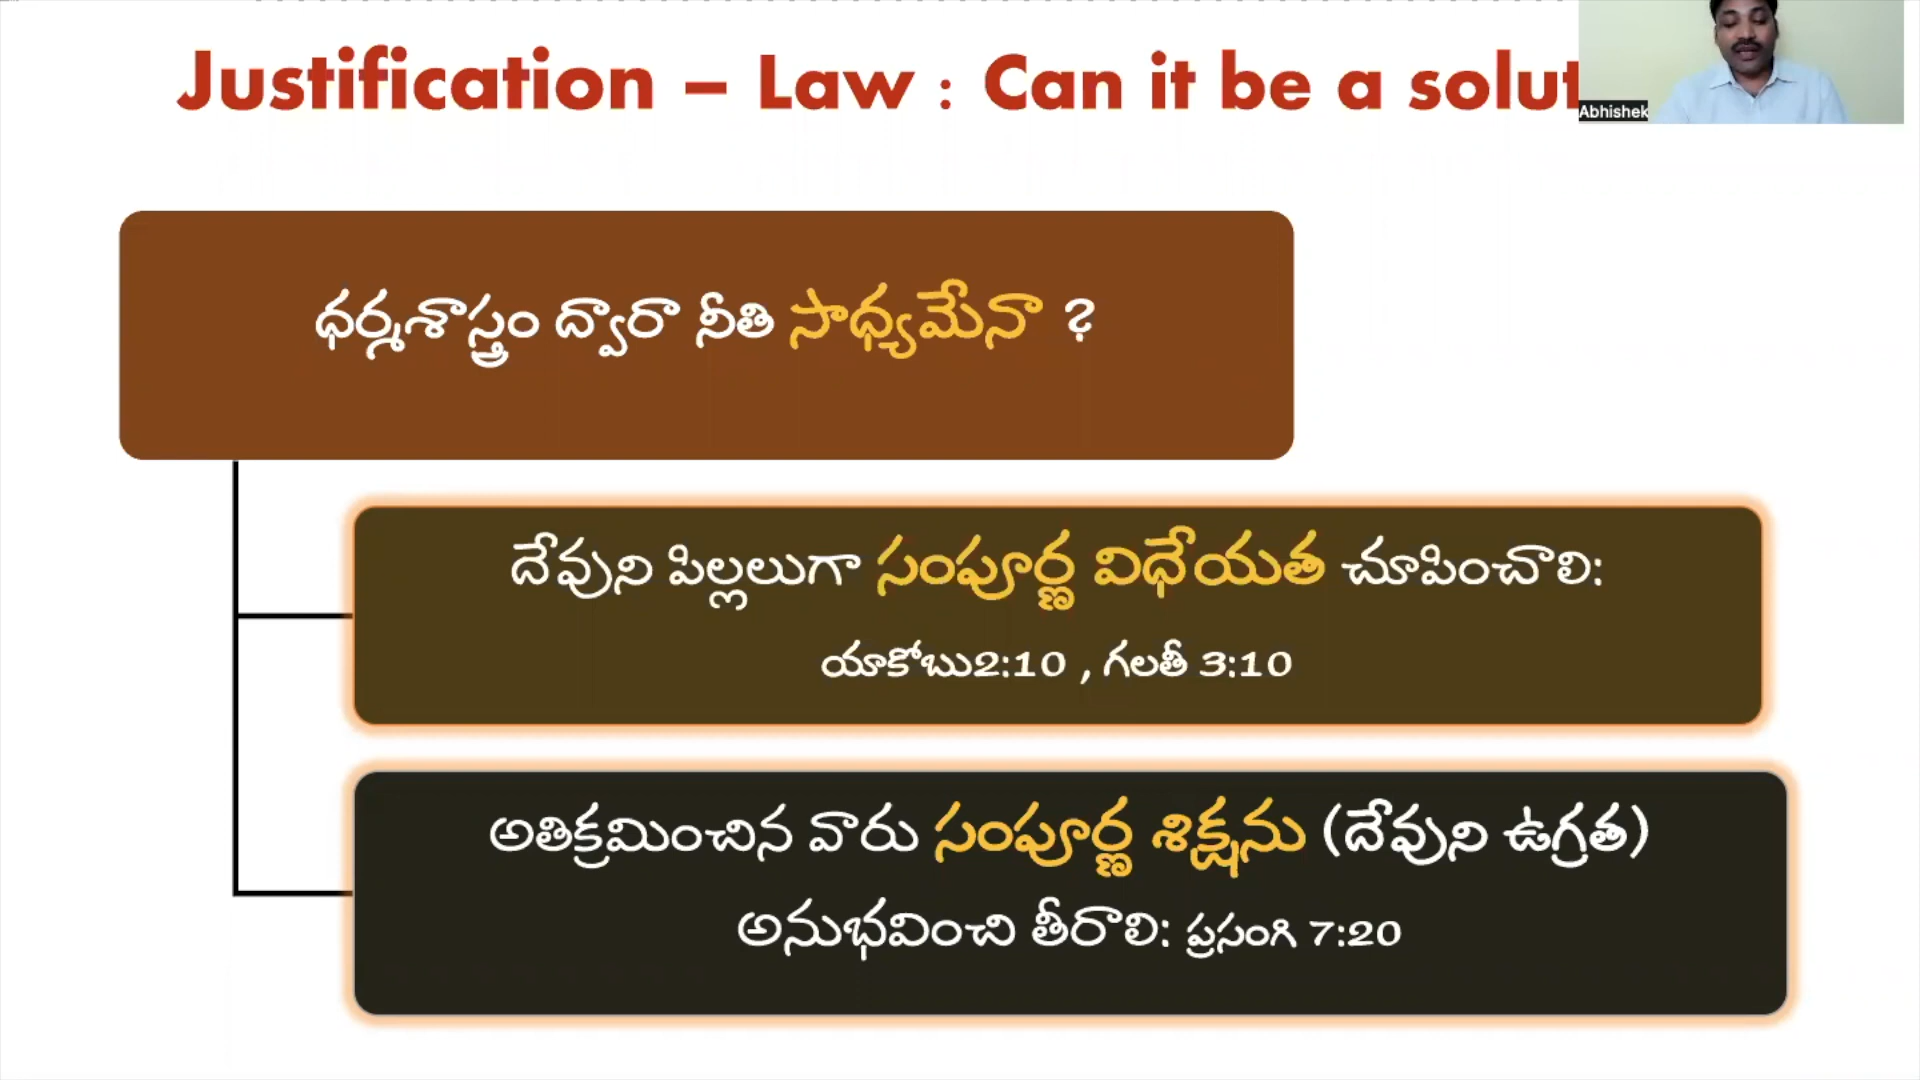 Justification – Law : Can it be a solut
Abhishek
ధర్మశాస్త్రం ద్వారా నీతి సాధ్యమేనా ?
దేవుని పిల్లలుగా సంపూర్ణ విధేయత చూపించాలి:
యాకోబు2:10 , గలతీ 3:10
అతిక్రమించిన వారు సంపూర్ణ శిక్షను (దేవుని ఉగ్రత)
అనుభవించి తీరాలి: ప్రసంగి 7:20